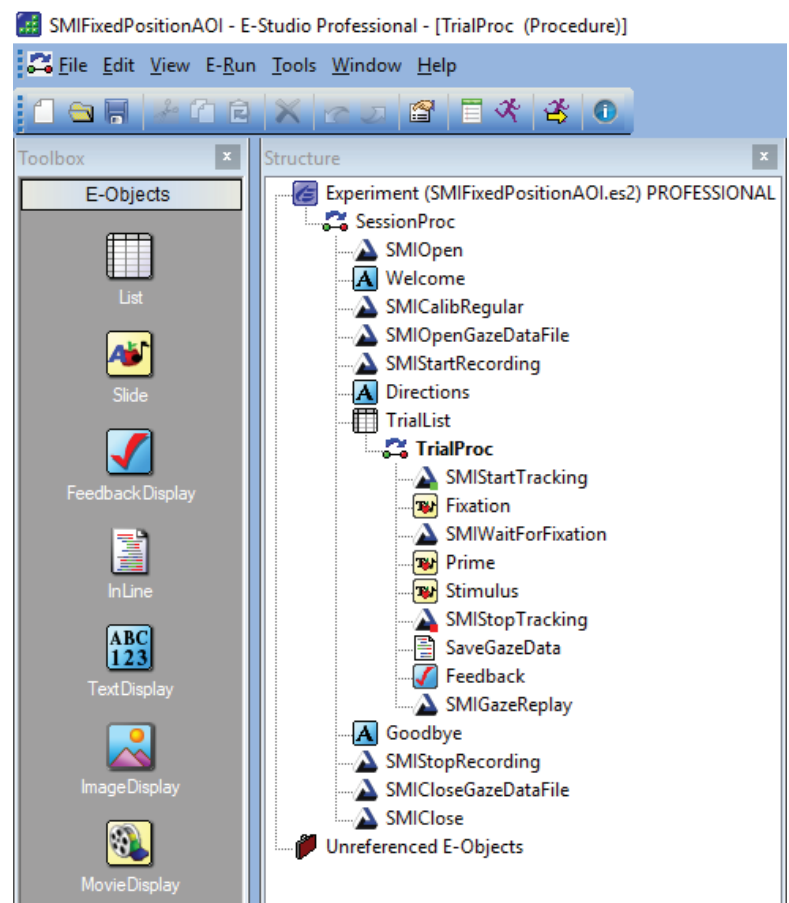 SMIFixedPositionAOI - E-Studio Professional - [TrialProc (Procedure)]
File Edit View E-Run Tools Window Help
Toolbox
E-Objects
List
Slide
FeedbackDisplay
InLine
ABC
123
TextDisplay
ImageDisplay
MovieDisplay
Structure
Experiment (SMIFixedPositionAOI.es2) PROFESSIONAL
SessionProc
SMIOpen
Welcome
SMICalibRegular
SMIOpenGazeDataFile
SMIStartRecording
Directions
TrialList
TrialProc
SMIStartTracking
Fixation
SMIWaitForFixation
Prime
Stimulus
SMIStopTracking
SaveGazeData
Feedback
SMIGazeReplay
Goodbye
SMIStopRecording
SMICloseGazeDataFile
SMIClose
Unreferenced E-Objects